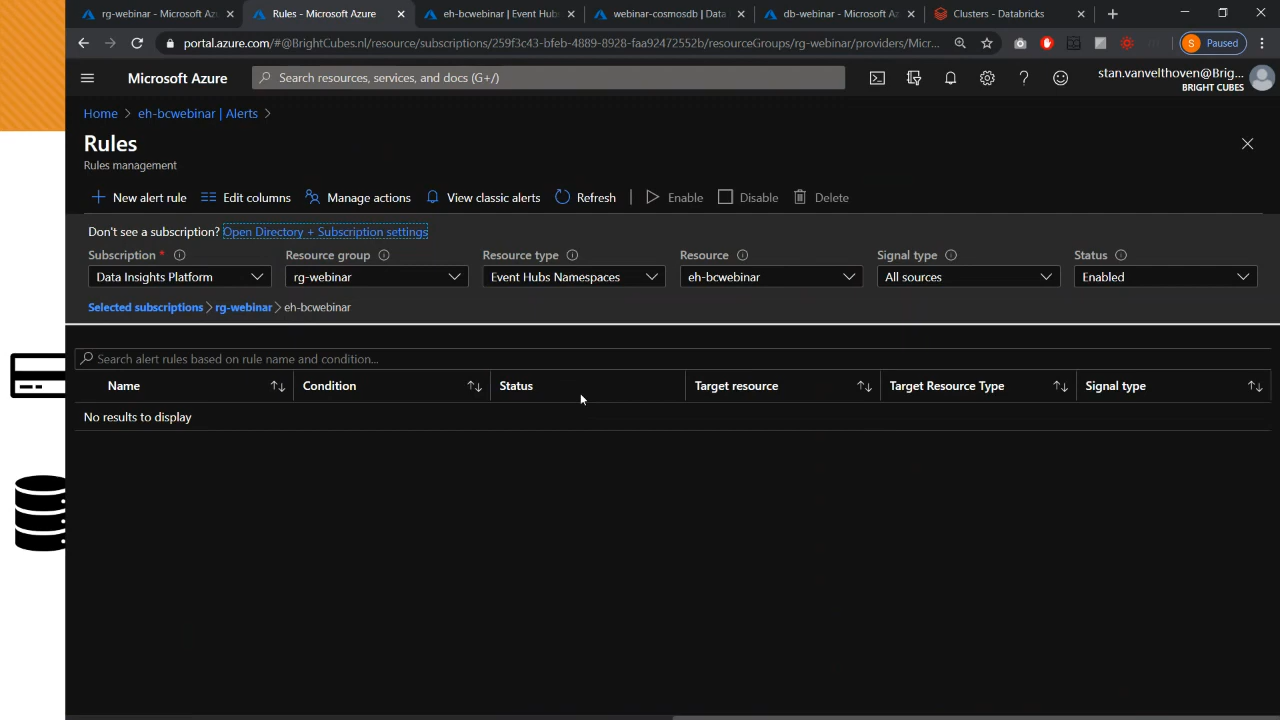 rg-webinar - Microsoft Az
Rules - Microsoft Azure
eh-bcwebinar | Event Hub
webinar-cosmosdb | Data
db-webinar - Microsoft A
Clusters - Databricks
portal.azure.com/#@BrightCubes.nl/resource/subscriptions/259f3c43-bfeb-4889-8928-faa92472552b/resourceGroups/rg-webinar/providers/Micr...
S Paused
Microsoft Azure
Search resources, services, and docs (G+/)
stan.vanvelthoven@Brig...
BRIGHT CUBES
Home > eh-bcwebinar | Alerts >
Rules
Rules management
New alert rule
Edit columns
Manage actions
View classic alerts
Refresh
Enable
Disable
Delete
Don't see a subscription? Open Directory + Subscription settings
Subscription *
Resource group
Resource type
Resource
Signal type
Status
Data Insights Platform
rg-webinar
Event Hubs Namespaces
eh-bcwebinar
All sources
Enabled
Selected subscriptions > rg-webinar > eh-bcwebinar
Search alert rules based on rule name and condition...
Name
Condition
Status
Target resource
Target Resource Type
Signal type
No results to display